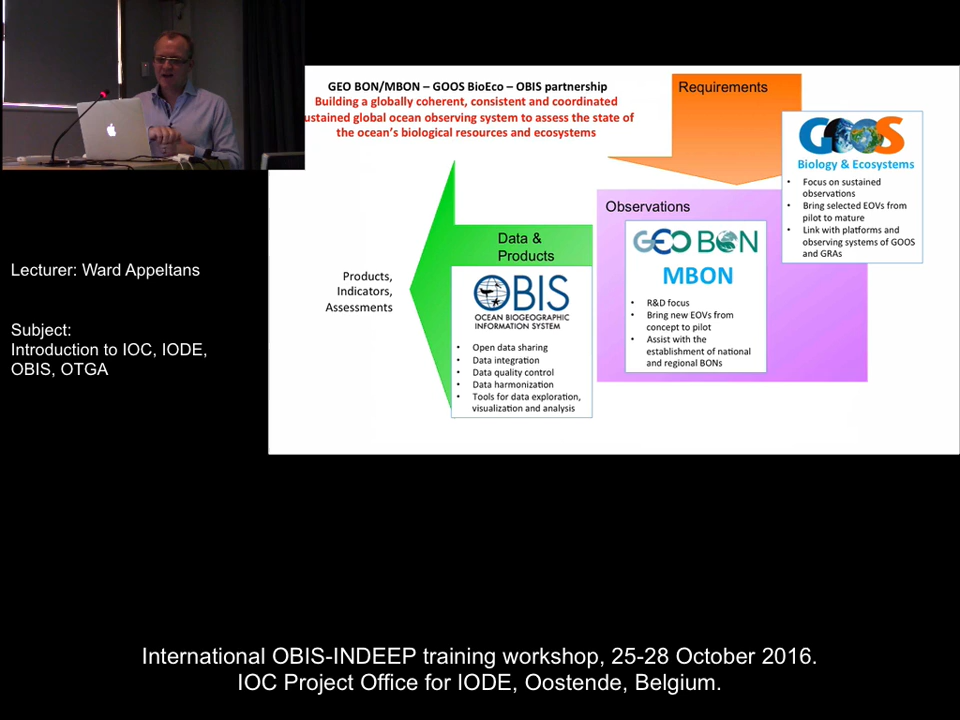 GEO BON/MBON – GOOS BioEco – OBIS partnership
Building a globally coherent, consistent and coordinated
ustained global ocean observing system to assess the state of
the ocean's biological resources and ecosystems
Requirements
GOOS
Biology & Ecosystems
• Focus on sustained
observations
• Bring selected EOVs from
pilot to mature
• Link with platforms and
observing systems of GOOS
and GRAs
Observations
GEO BON
MBON
• R&D focus
• Bring new EOVs from
concept to pilot
• Assist with the
establishment of national
and regional BONs
Data &
Products
OBIS
OCEAN BIOGEOGRAPHIC
INFORMATION SYSTEM
• Open data sharing
• Data integration
• Data quality control
• Data harmonization
• Tools for data exploration,
visualization and analysis
Products,
Indicators,
Assessments
Lecturer: Ward Appeltans
Subject:
Introduction to IOC, IODE,
OBIS, OTGA
International OBIS-INDEEP training workshop, 25-28 October 2016.
IOC Project Office for IODE, Oostende, Belgium.